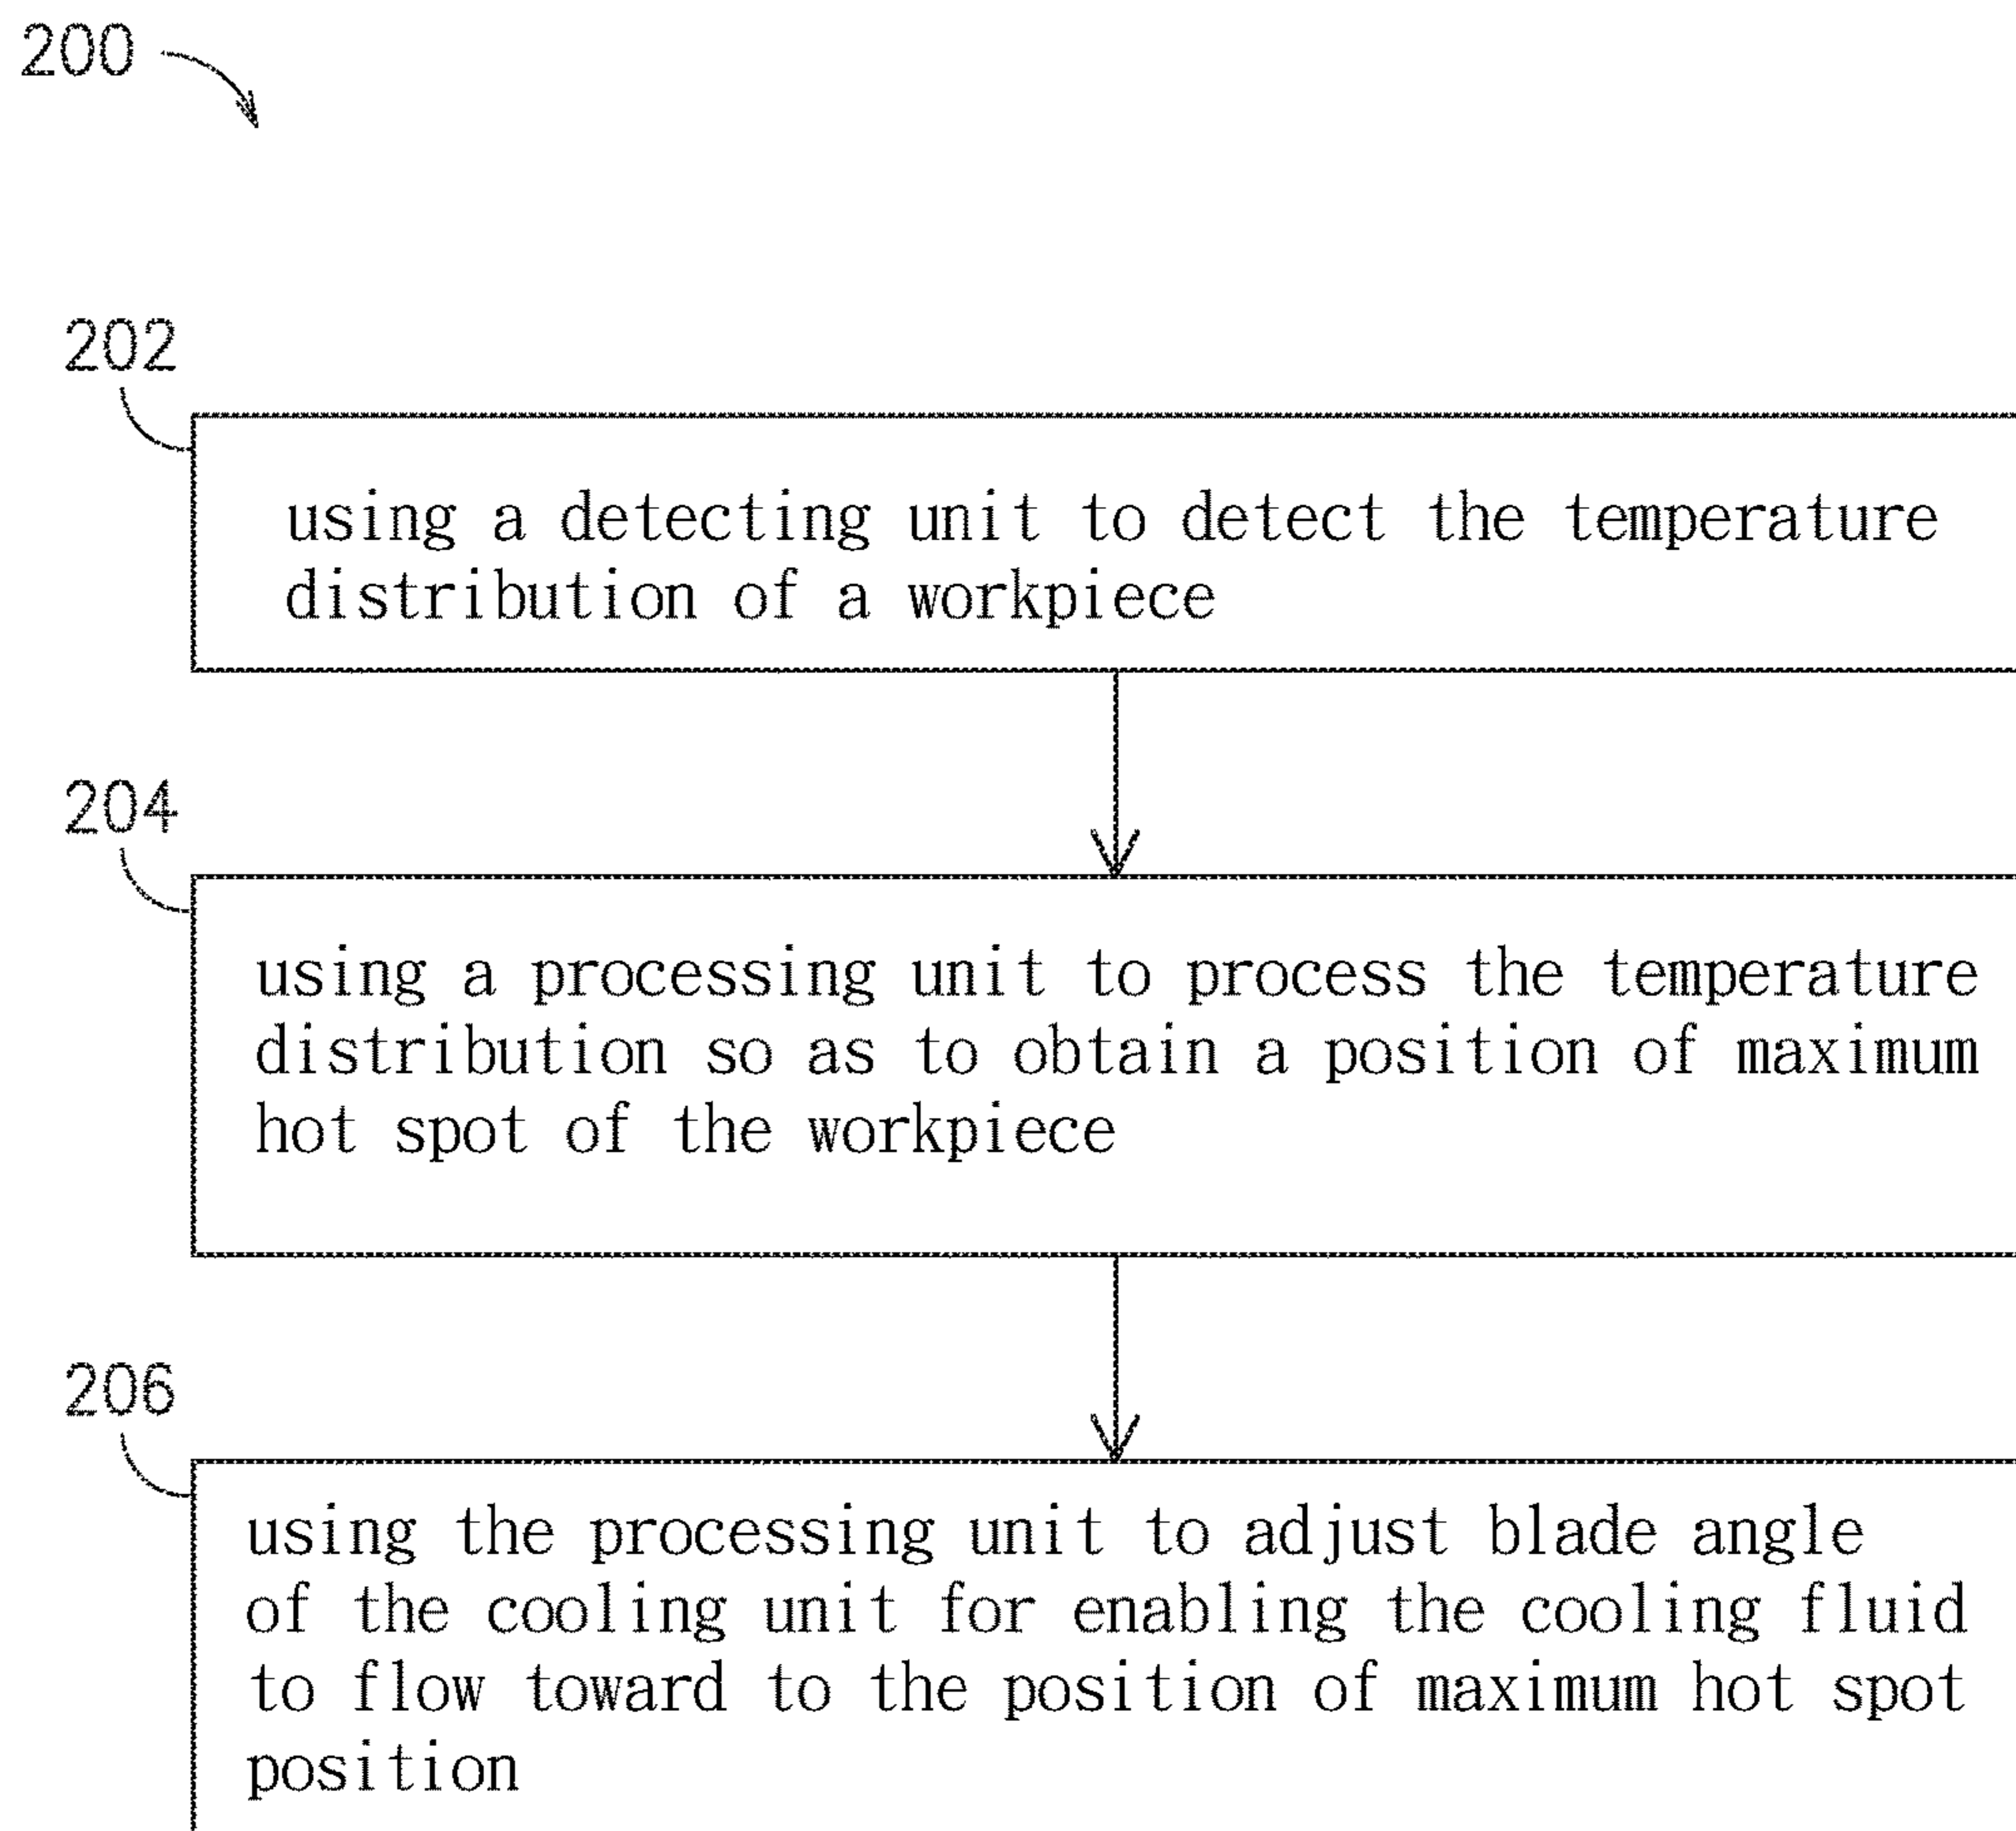 200
202
using a detecting unit to detect the temperature
distribution of a workpiece
204
using a processing unit to process the temperature
distribution so as to obtain a position of maximum
hot spot of the workpiece
206
using the processing unit to adjust blade angle
of the cooling unit for enabling the cooling fluid
to flow toward to the position of maximum hot spot
position